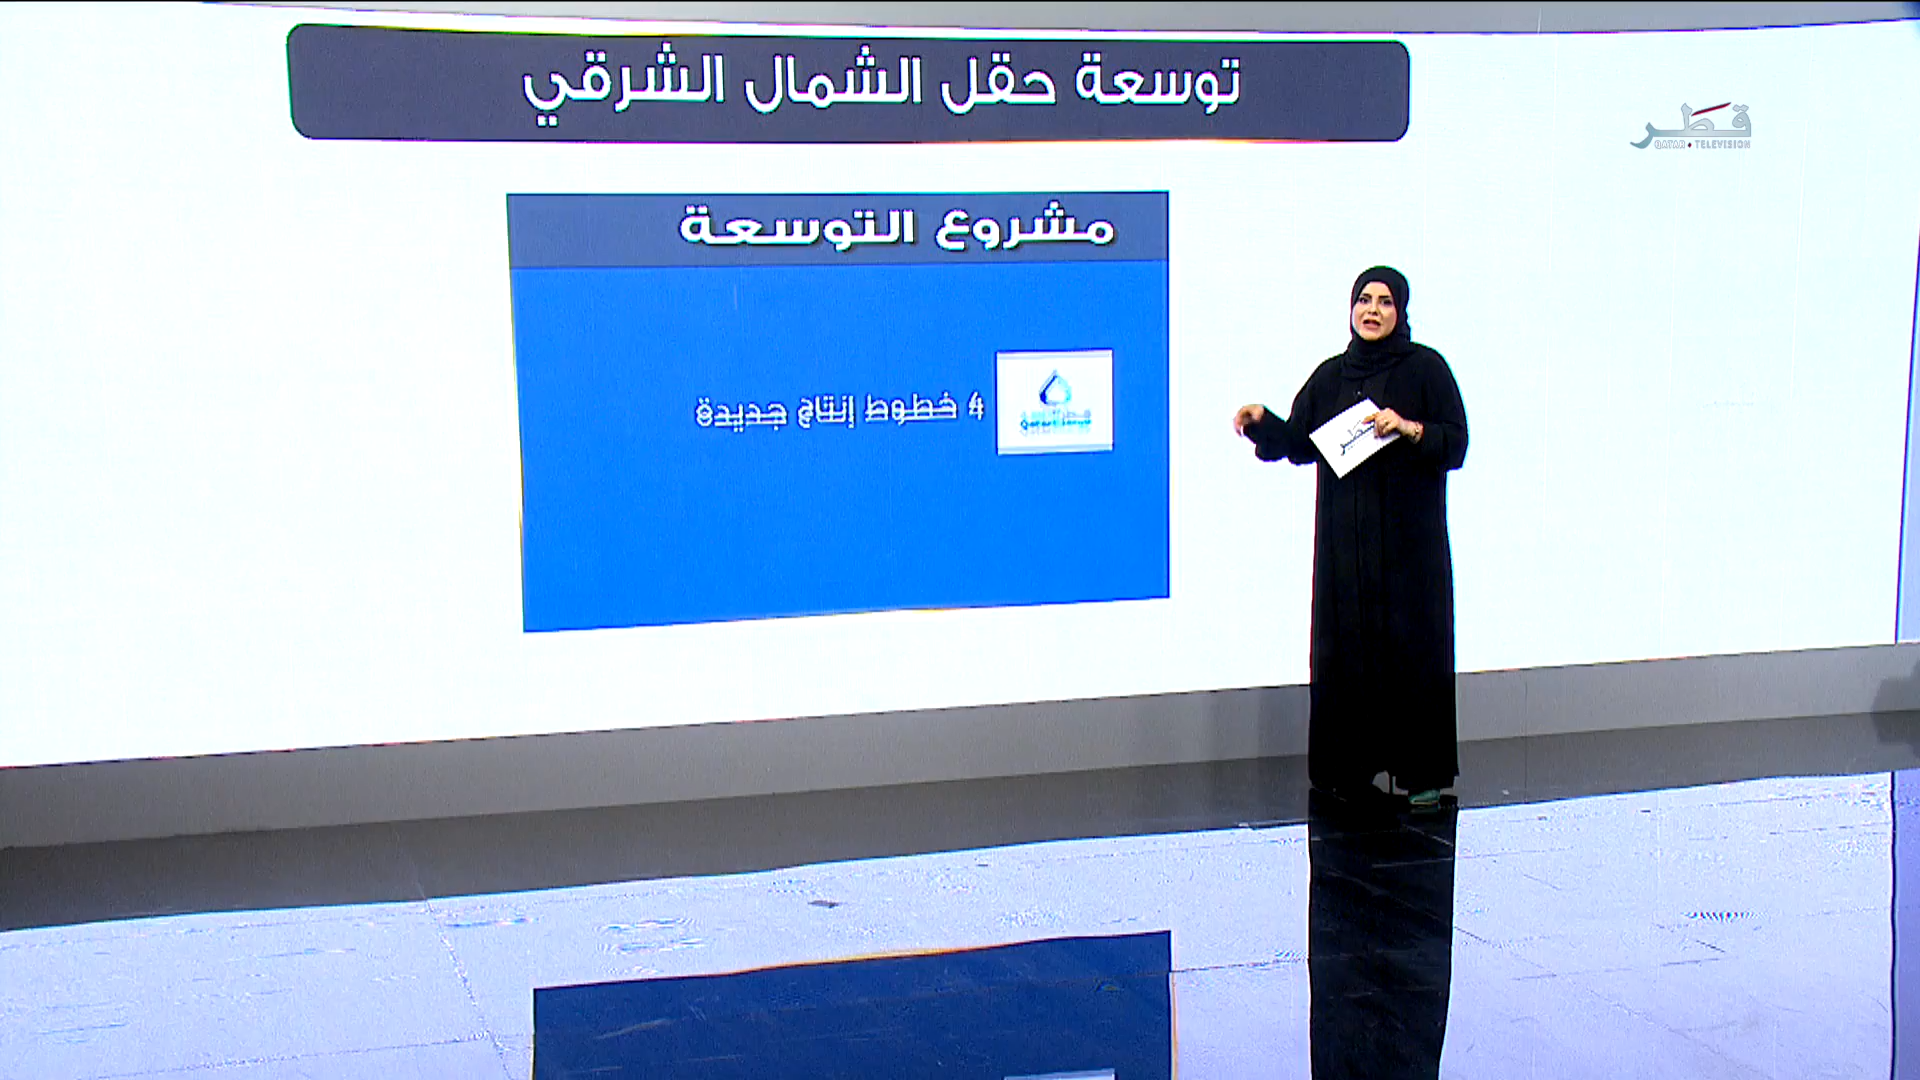 توسعة حقل الشمال الشرقي
قطر
QATAR TELEVISION
مشروع التوسعة
4 خطوط إنتاج جديدة